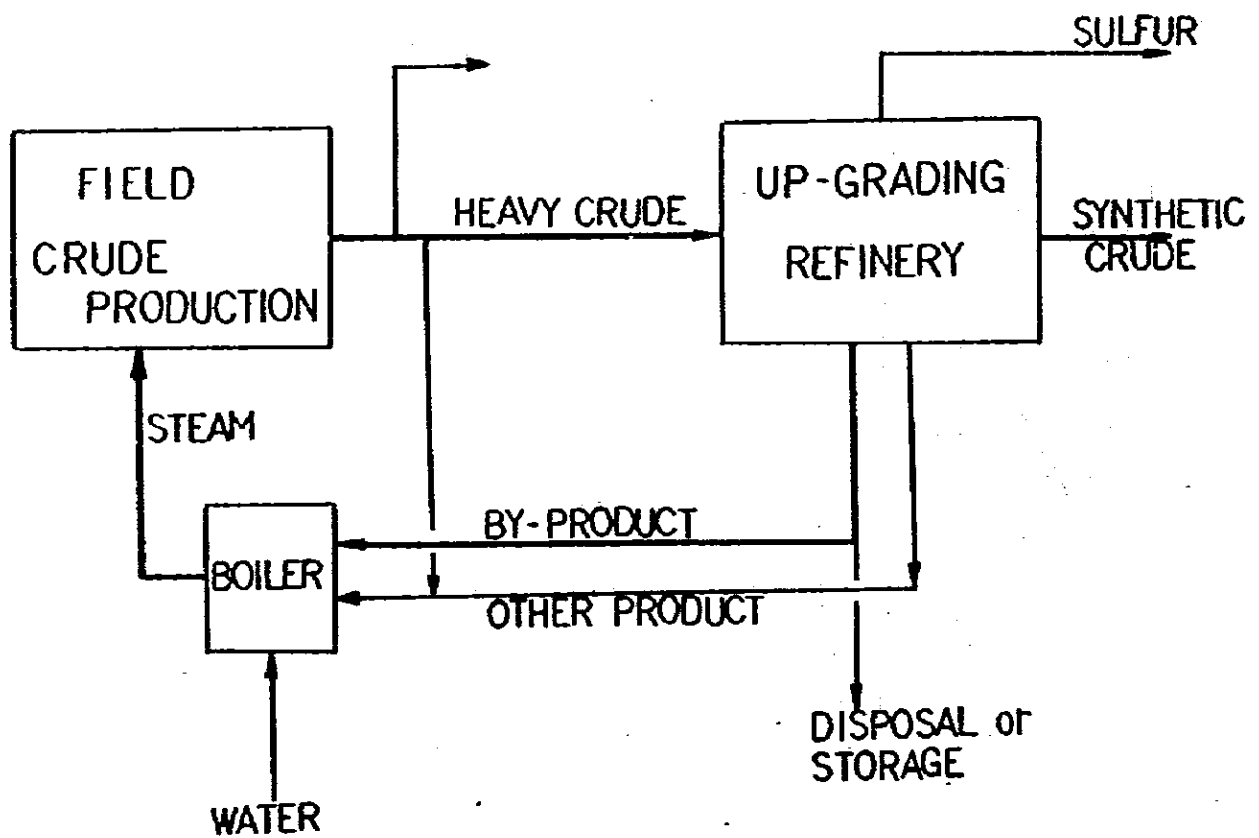 SULFUR
FIELD
CRUDE
PRODUCTION
HEAVY CRUDE
UP-GRADING
REFINERY
SYNTHETIC
CRUDE
STEAM
BOILER
BY-PRODUCT
OTHER PRODUCT
DISPOSAL or
STORAGE
WATER